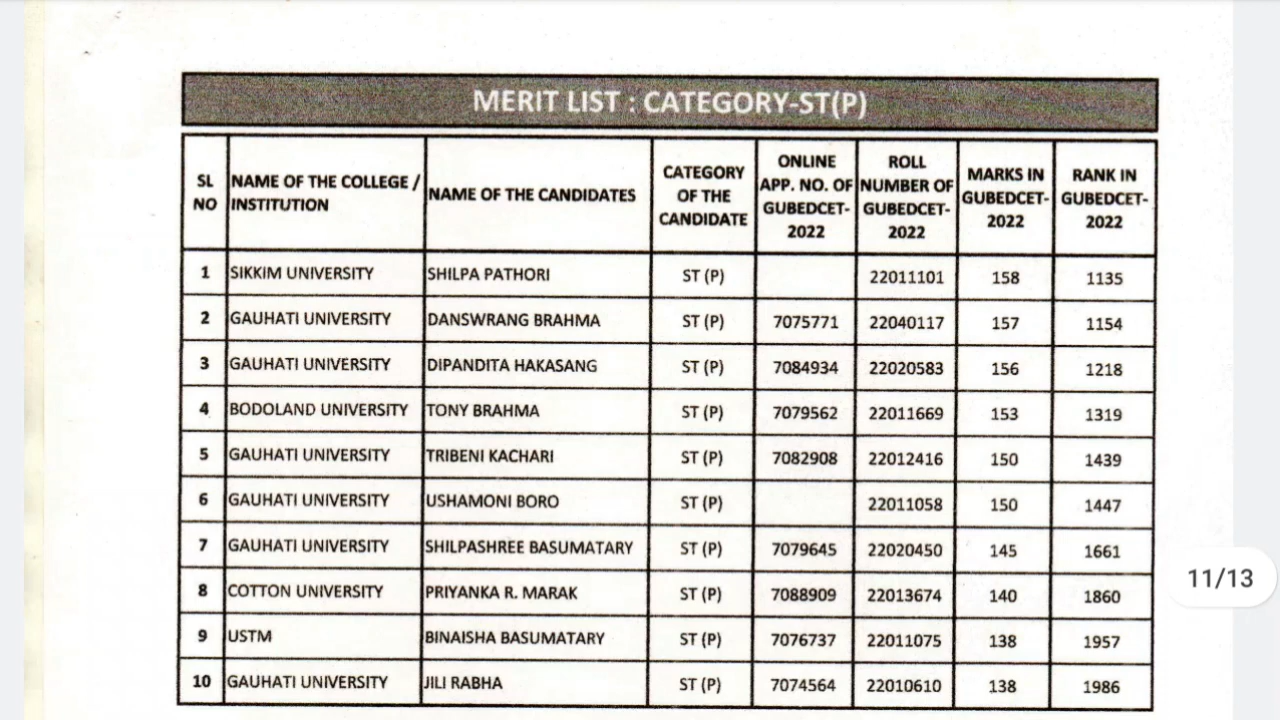 MERIT LIST : CATEGORY-ST(P)
SL NO NAME OF THE COLLEGE / INSTITUTION NAME OF THE CANDIDATES CATEGORY OF THE CANDIDATE ONLINE APP. NO. OF GUBEDCET-2022 ROLL NUMBER OF GUBEDCET-2022 MARKS IN GUBEDCET-2022 RANK IN GUBEDCET-2022
1 SIKKIM UNIVERSITY SHILPA PATHORI ST (P) 22011101 158 1135
2 GAUHATI UNIVERSITY DANSWRANG BRAHMA ST (P) 7075771 22040117 157 1154
3 GAUHATI UNIVERSITY DIPANDITA HAKASANG ST (P) 7084934 22020583 156 1218
4 BODOLAND UNIVERSITY TONY BRAHMA ST (P) 7079562 22011669 153 1319
5 GAUHATI UNIVERSITY TRIBENI KACHARI ST (P) 7082908 22012416 150 1439
6 GAUHATI UNIVERSITY USHAMONI BORO ST (P) 22011058 150 1447
7 GAUHATI UNIVERSITY SHILPASHREE BASUMATARY ST (P) 7079645 22020450 145 1661
8 COTTON UNIVERSITY PRIYANKA R. MARAK ST (P) 7088909 22013674 140 1860
9 USTM BINAISHA BASUMATARY ST (P) 7076737 22011075 138 1957
10 GAUHATI UNIVERSITY JILI RABHA ST (P) 7074564 22010610 138 1986
11/13